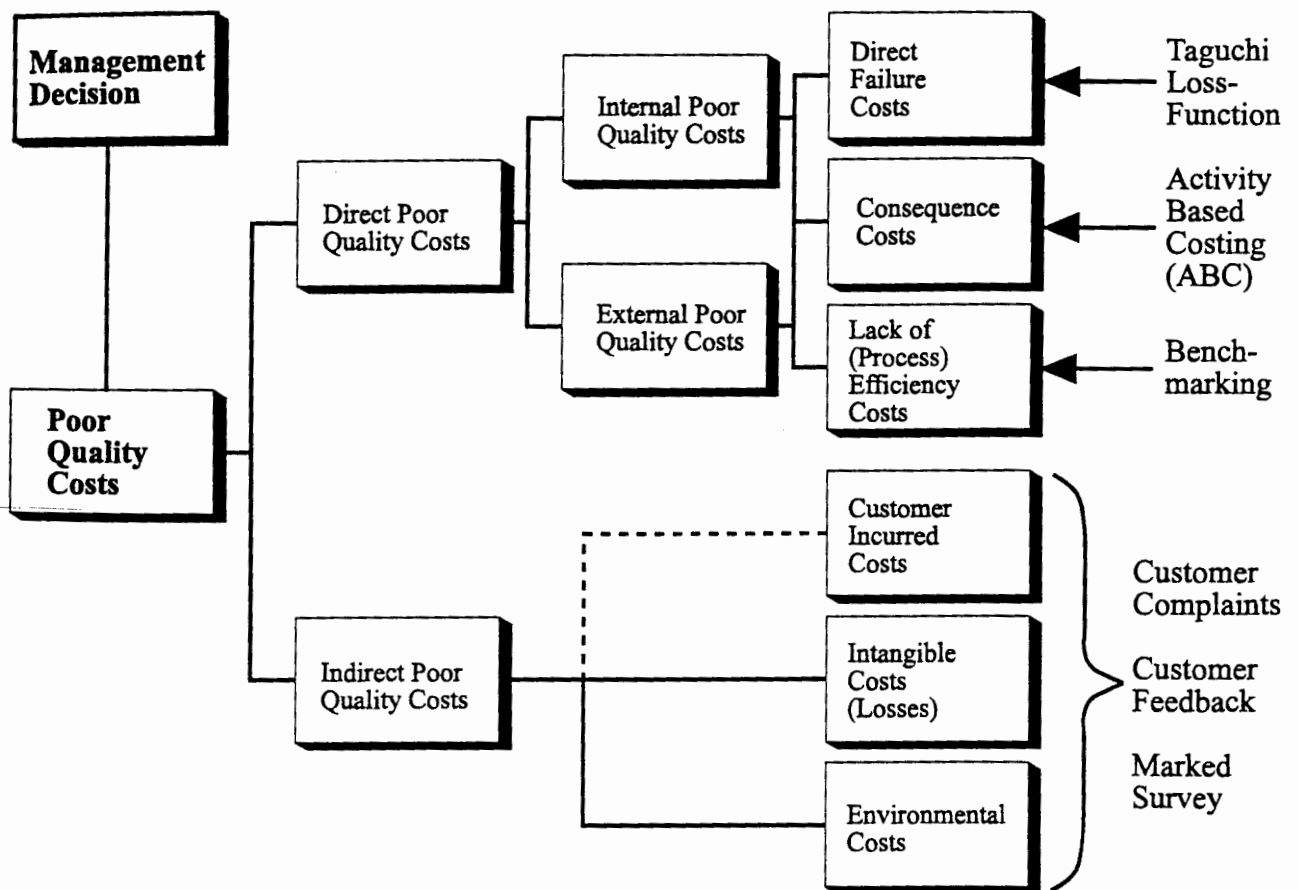 Management
Decision
Poor
Quality
Costs
Direct Poor
Quality Costs
Indirect Poor
Quality Costs
Internal Poor
Quality Costs
External Poor
Quality Costs
Direct
Failure
Costs
Consequence
Costs
Lack of
(Process)
Efficiency
Costs
Customer
Incurred
Costs
Intangible
Costs
(Losses)
Environmental
Costs
Taguchi
Loss-
Function
Activity
Based
Costing
(ABC)
Bench-
marking
Customer
Complaints
Customer
Feedback
Marked
Survey